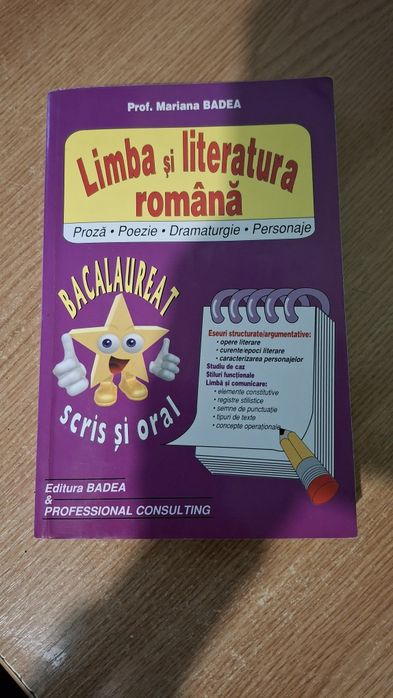 Prof. Mariana BADEA
Limba și literatura
română
Proză • Poezie • Dramaturgie • Personaje
BACALAUREAT
scris și oral
Eseuri structurate/argumentative:
• opere literare
• curente/epoci literare
• caracterizarea personajelor
Studiu de caz
Stiluri funcționale
Limbă și comunicare:
• elemente constitutive
• registre stilistice
• semne de punctuație
• tipuri de texte
• concepte operaționale
Editura BADEA
&
PROFESSIONAL CONSULTING